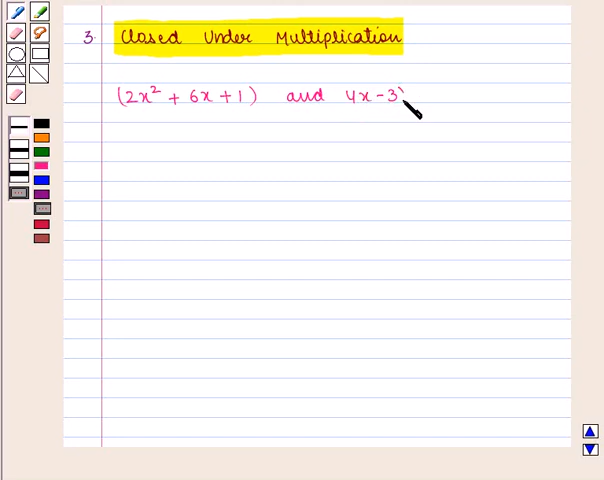 3. Closed Under Multiplication
(2x² + 6x + 1) and 4x - 3)